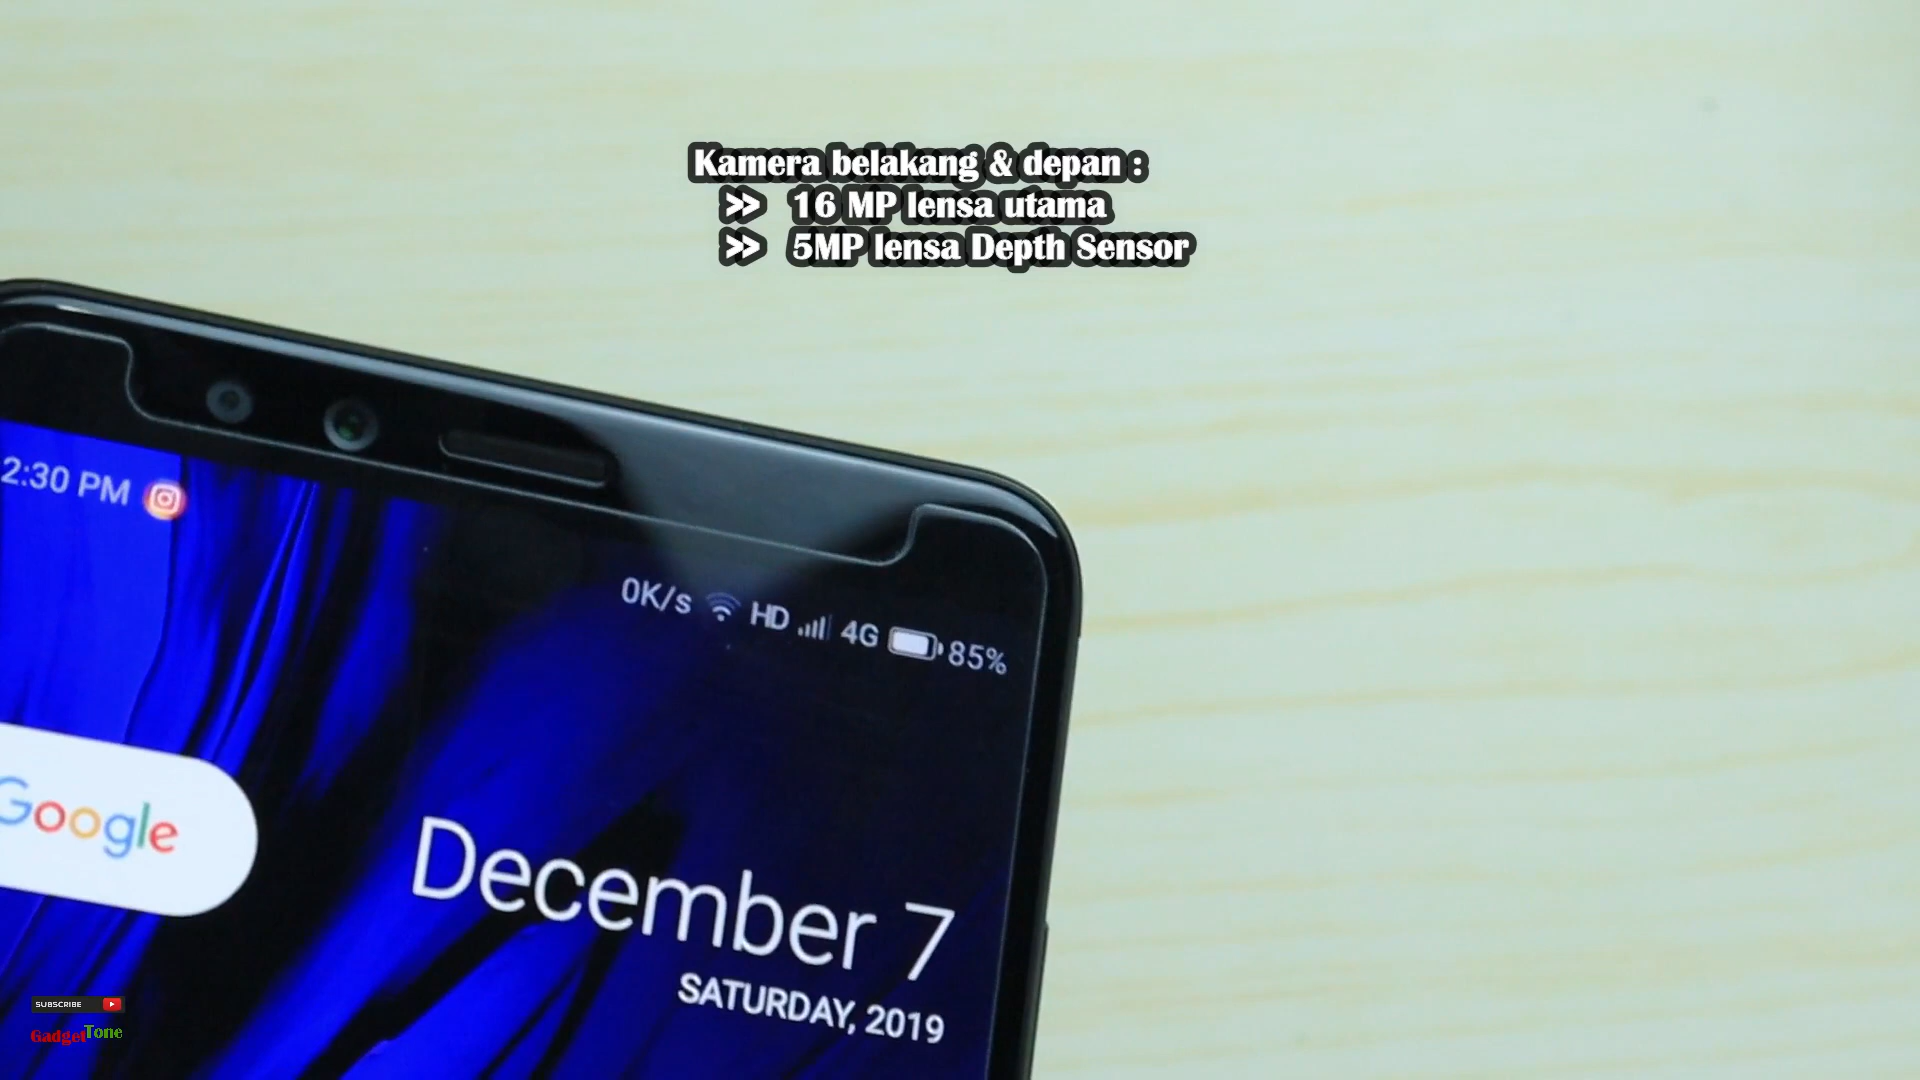 Kamera belakang & depan :
>> 16 MP lensa utama
>> 5MP lensa Depth Sensor
2:30 PM
0K/s HD 4G 85%
Google
December 7
SATURDAY, 2019
SUBSCRIBE
GadgetTone